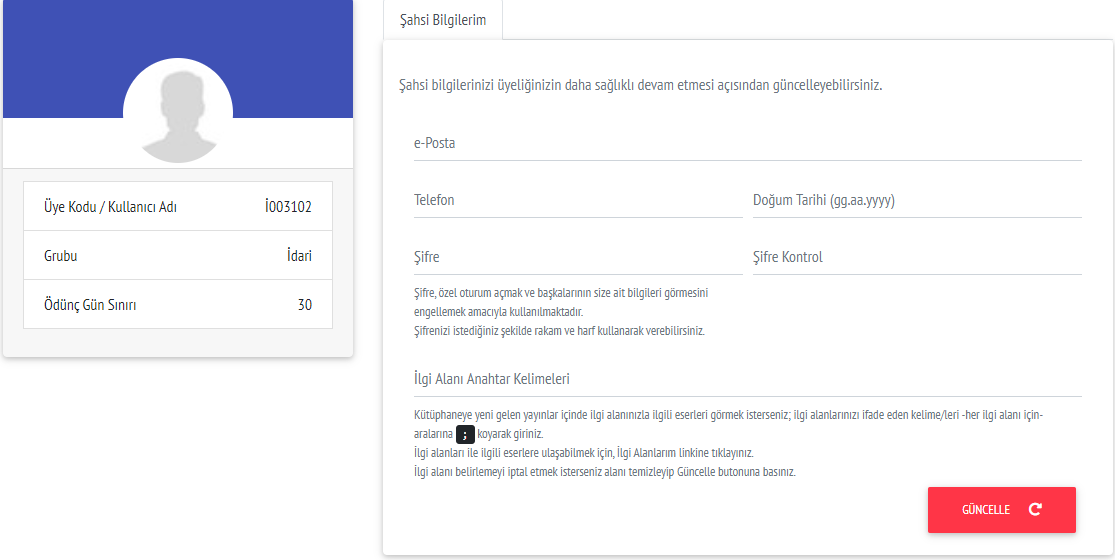 Şahsi Bilgilerim
Şahsi bilgilerinizi üyeliğinizin daha sağlıklı devam etmesi açısından güncelleyebilirsiniz.
Üye Kodu / Kullanıcı Adı İ003102
Grubu İdari
Ödünç Gün Sınırı 30
e-Posta
Telefon Doğum Tarihi (gg.aa.yyyy)
Şifre Şifre Kontrol
Şifre, özel oturum açmak ve başkalarının size ait bilgileri görmesini
engellemek amacıyla kullanılmaktadır.
Şifrenizi istediğiniz şekilde rakam ve harf kullanarak verebilirsiniz.
İlgi Alanı Anahtar Kelimeleri
Kütüphaneye yeni gelen yayınlar içinde ilgi alanınızla ilgili eserleri görmek isterseniz; ilgi alanlarınızı ifade eden kelime/leri -her ilgi alanı için-
aralarına ; koyarak giriniz.
İlgi alanları ile ilgili eserlere ulaşabilmek için, İlgi Alanlarım linkine tıklayınız.
İlgi alanı belirlemeyi iptal etmek isterseniz alanı temizleyip Güncelle butonuna basınız.
GÜNCELLE